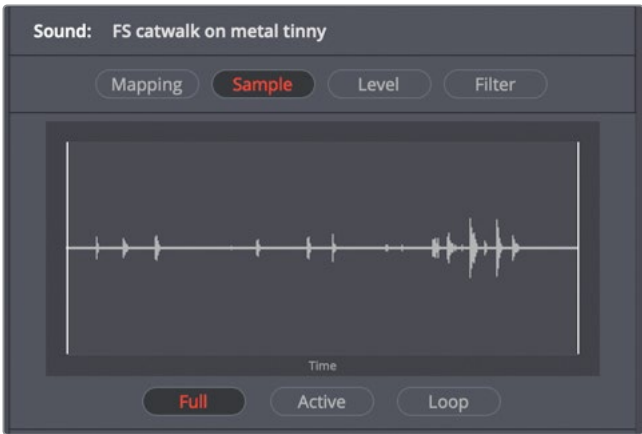 Sound: FS catwalk on metal tinny
Mapping Sample Level Filter
Time
Full Active Loop